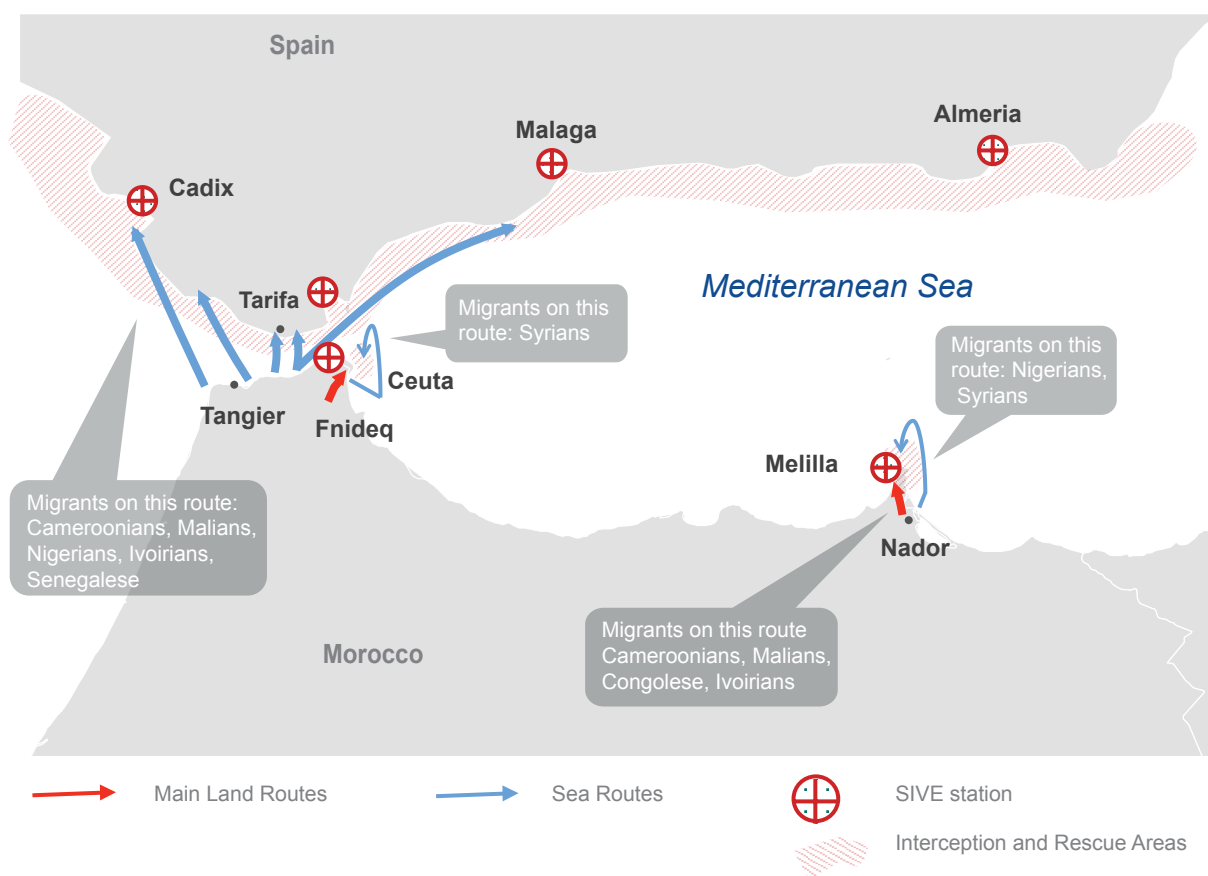 Spain
Almeria
Malaga
Cadix
Mediterranean Sea
Tarifa
Migrants on this
route: Syrians
Migrants on this
route: Nigerians,
Syrians
Ceuta
Tangier
Fnideq
Melilla
Migrants on this route:
Cameroonians, Malians,
Nigerians, Ivoirians,
Senegalese
Nador
Migrants on this route
Cameroonians, Malians,
Congolese, Ivoirians
Morocco
Main Land Routes
Sea Routes
SIVE station
Interception and Rescue Areas